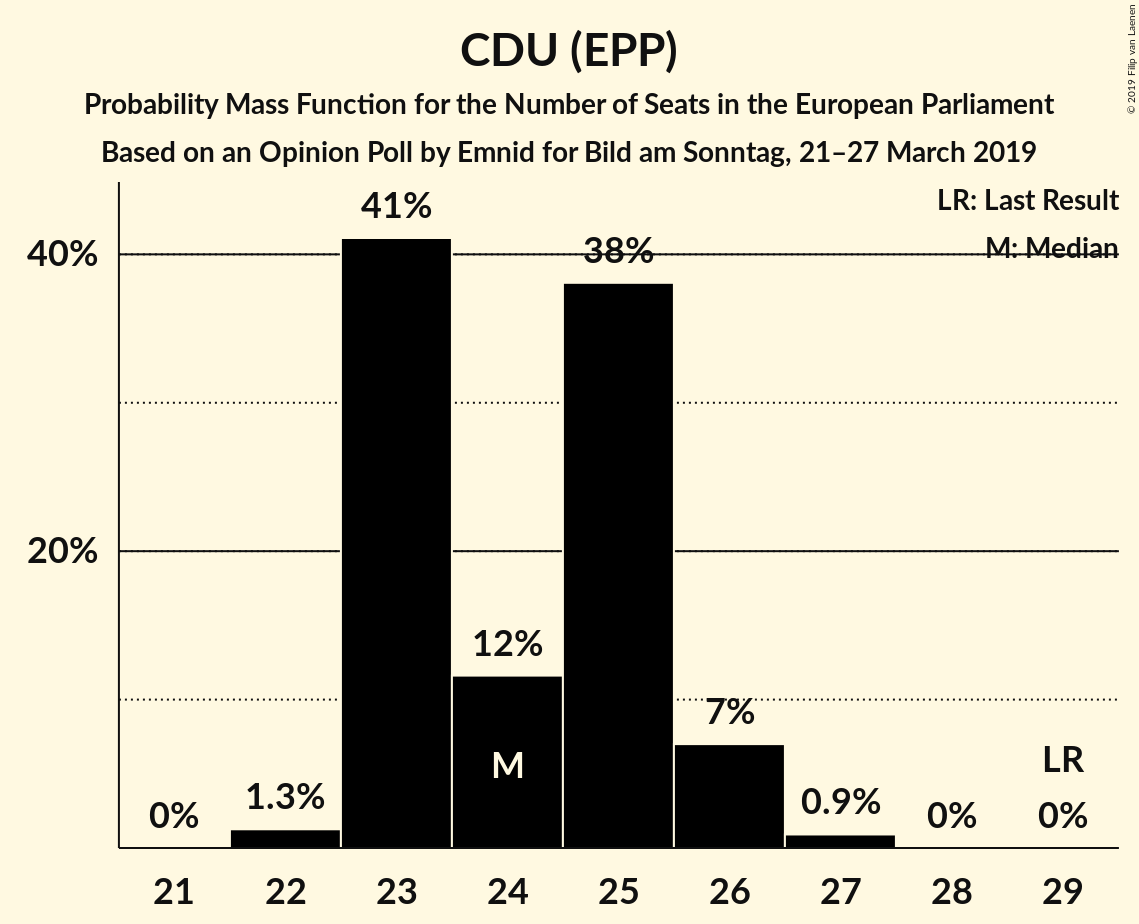 CDU (EPP)
Probability Mass Function for the Number of Seats in the European Parliament
Based on an Opinion Poll by Emnid for Bild am Sonntag, 21–27 March 2019
© 2019 Filip van Laenen
LR: Last Result
M: Median
40%
20%
0%
1.3%
41%
12%
M
38%
7%
0.9%
0%
LR
0%
21
22
23
24
25
26
27
28
29